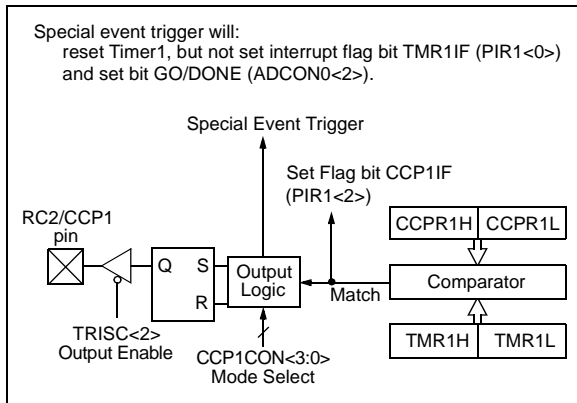 Special event trigger will:
reset Timer1, but not set interrupt flag bit TMR1IF (PIR1<0>)
and set bit GO/DONE (ADCON0<2>).
Special Event Trigger
Set Flag bit CCP1IF
(PIR1<2>)
RC2/CCP1
pin
CCPR1H CCPR1L
Q S
R
Output
Logic
Match
Comparator
TRISC<2>
Output Enable
CCP1CON<3:0>
Mode Select
TMR1H TMR1L